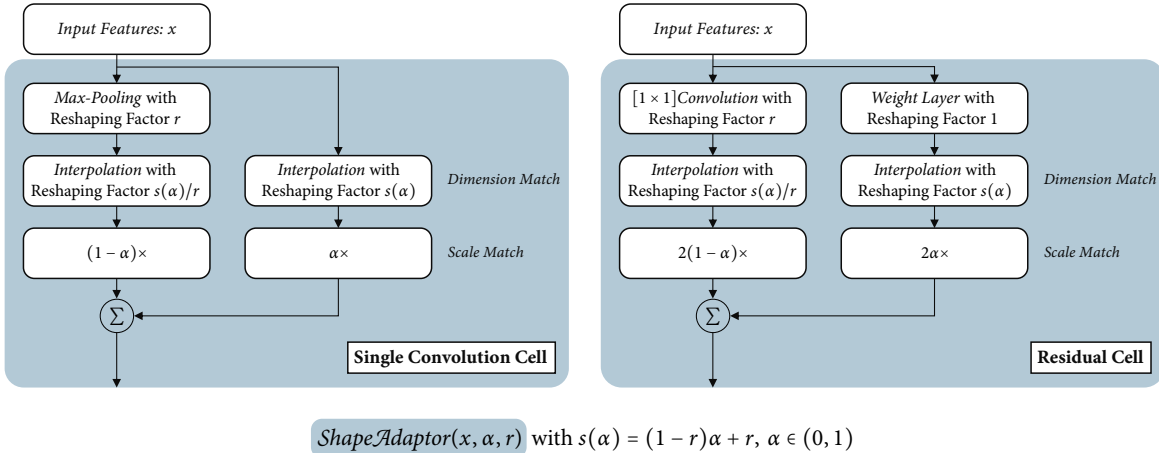 Input Features: x
Max-Pooling with
Reshaping Factor r
Interpolation with
Reshaping Factor s(α)/r
Interpolation with
Reshaping Factor s(α)
Dimension Match
(1 − α)×
α×
Scale Match
∑
Single Convolution Cell
Input Features: x
[1 × 1]Convolution with
Reshaping Factor r
Weight Layer with
Reshaping Factor 1
Interpolation with
Reshaping Factor s(α)/r
Interpolation with
Reshaping Factor s(α)
Dimension Match
2(1 − α)×
2α×
Scale Match
∑
Residual Cell
ShapeAdaptor(x, α, r) with s(α) = (1 − r)α + r, α ∈ (0, 1)